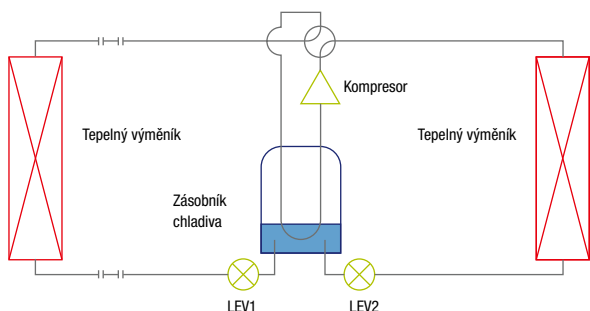 Kompresor
Tepelný výměník
Tepelný výměník
Zásobník
chladiva
LEV1
LEV2